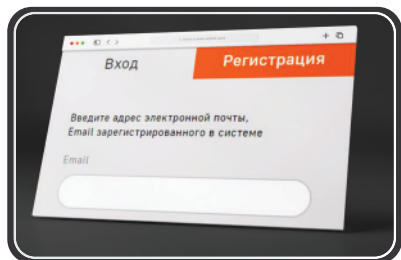 Вход
Регистрация
Введите адрес электронной почты,
Email зарегистрированного в системе
Email